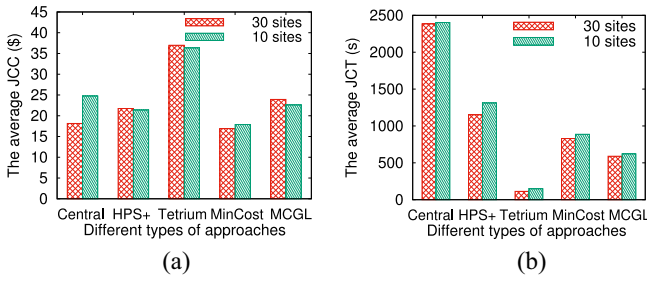 The average JCC ($)
45
40
35
30
25
20
15
10
5
0
30 sites
10 sites
Central HPS+ Tetrium MinCost MCGL
Different types of approaches
(a)
The average JCT (s)
2500
2000
1500
1000
500
0
30 sites
10 sites
Central HPS+ Tetrium MinCost MCGL
Different types of approaches
(b)